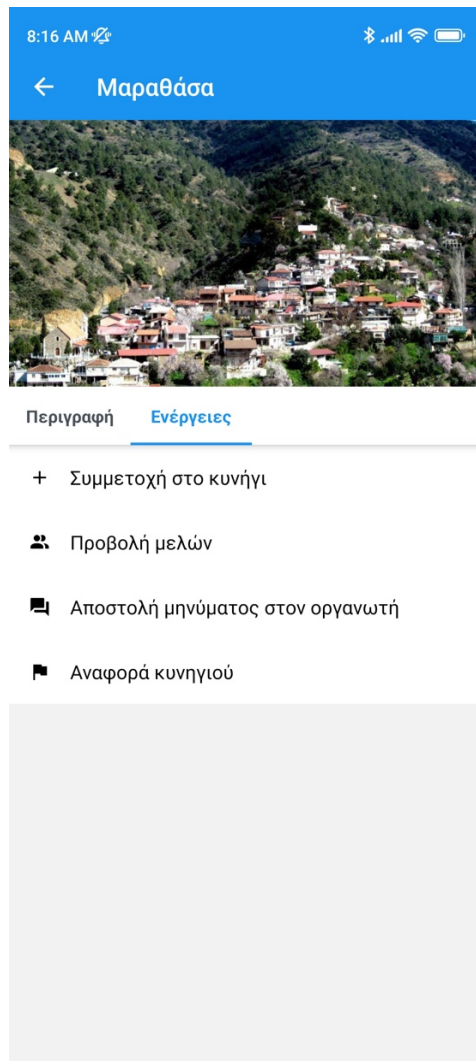 8:16 AM
Μαραθάσα
Περιγραφή Ενέργειες
Συμμετοχή στο κυνήγι
Προβολή μελών
Αποστολή μηνύματος στον οργανωτή
Αναφορά κυνηγιού